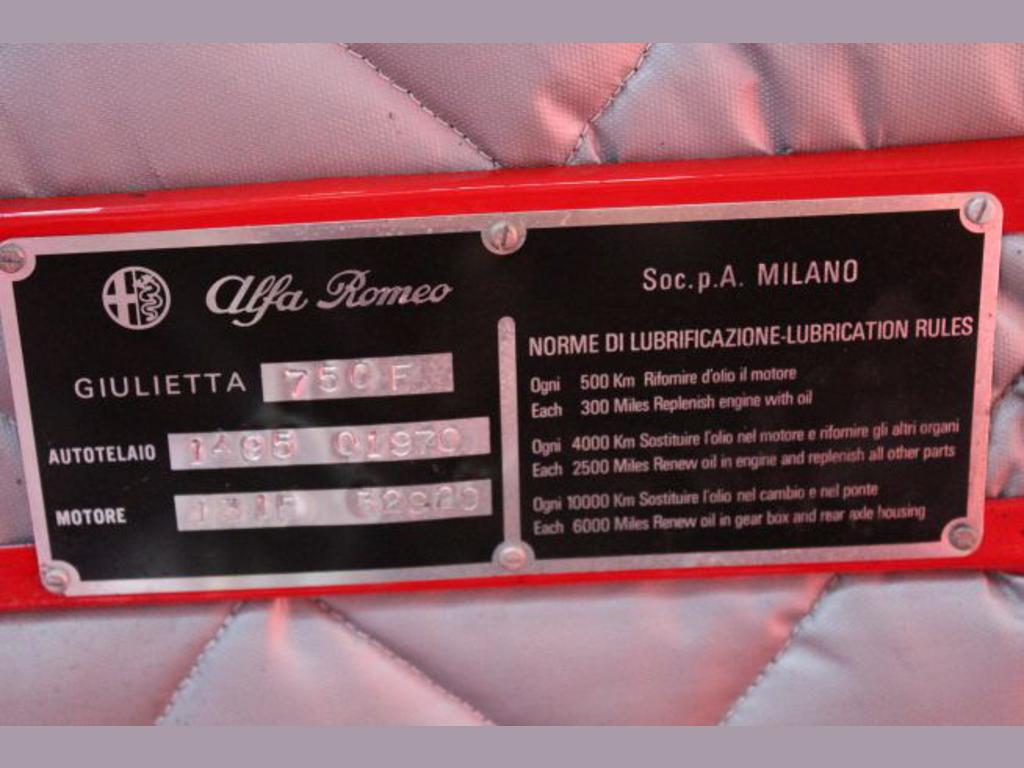 Alfa Romeo
GIULIETTA 750 F
AUTOTELAIO 1495 01970
MOTORE
Soc.p.A. MILANO
NORME DI LUBRIFICAZIONE-LUBRICATION RULES
Ogni 500 Km Rifornire d'olio il motore
Each 300 Miles Replenish engine with oil
Ogni 4000 Km Sostituire l'olio nel motore e rifornire gli altri organi
Each 2500 Miles Renew oil in engine and replenish all other parts
Ogni 10000 Km Sostituire l'olio nel cambio e nel ponte
Each 6000 Miles Renew oil in gear box and rear axle housing